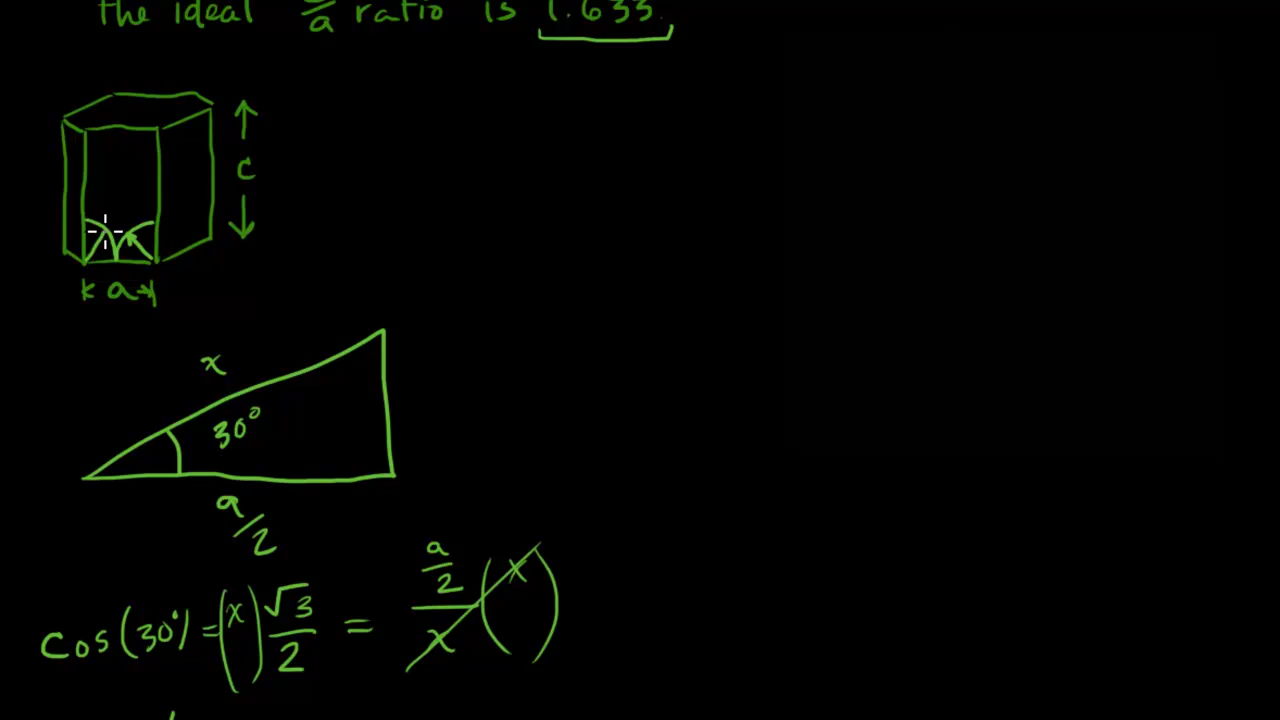 the ideal c/a ratio is 1.633.
c
a
x
30°
a/2
cos(30°) = (x) √3/2 = a/2 / x (x)